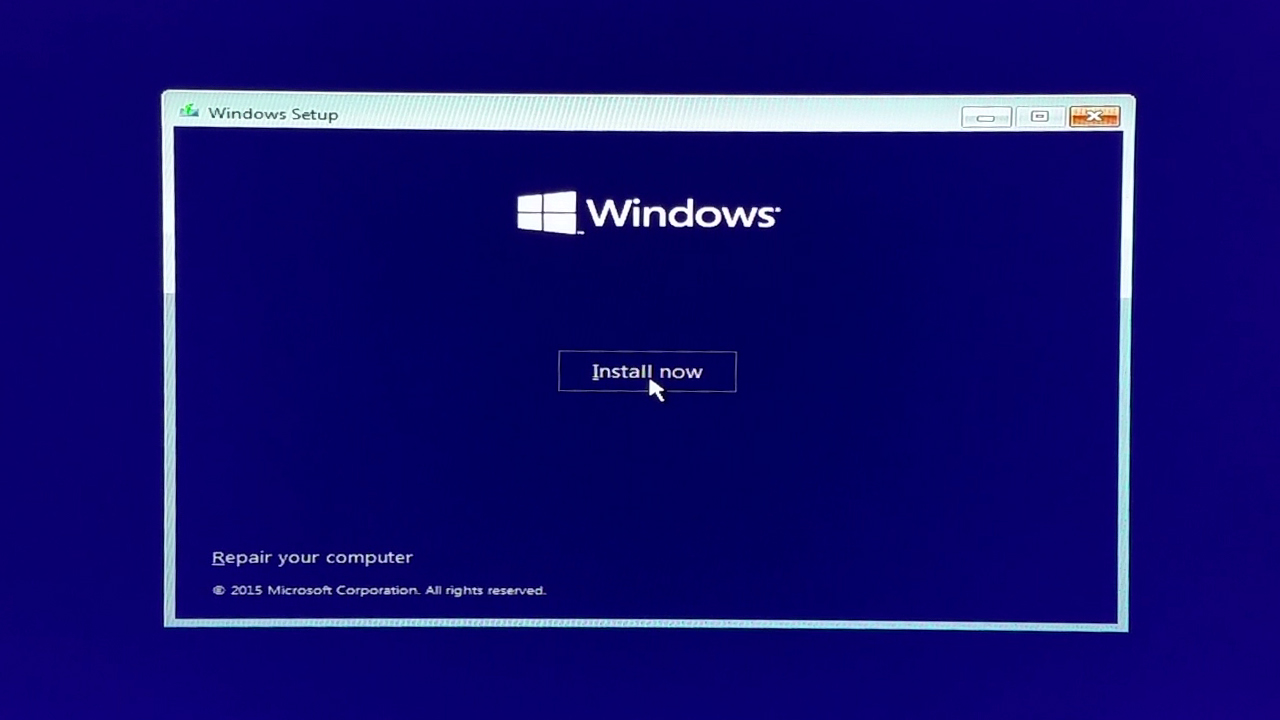 Windows Setup
Windows
Install now
Repair your computer
© 2015 Microsoft Corporation. All rights reserved.